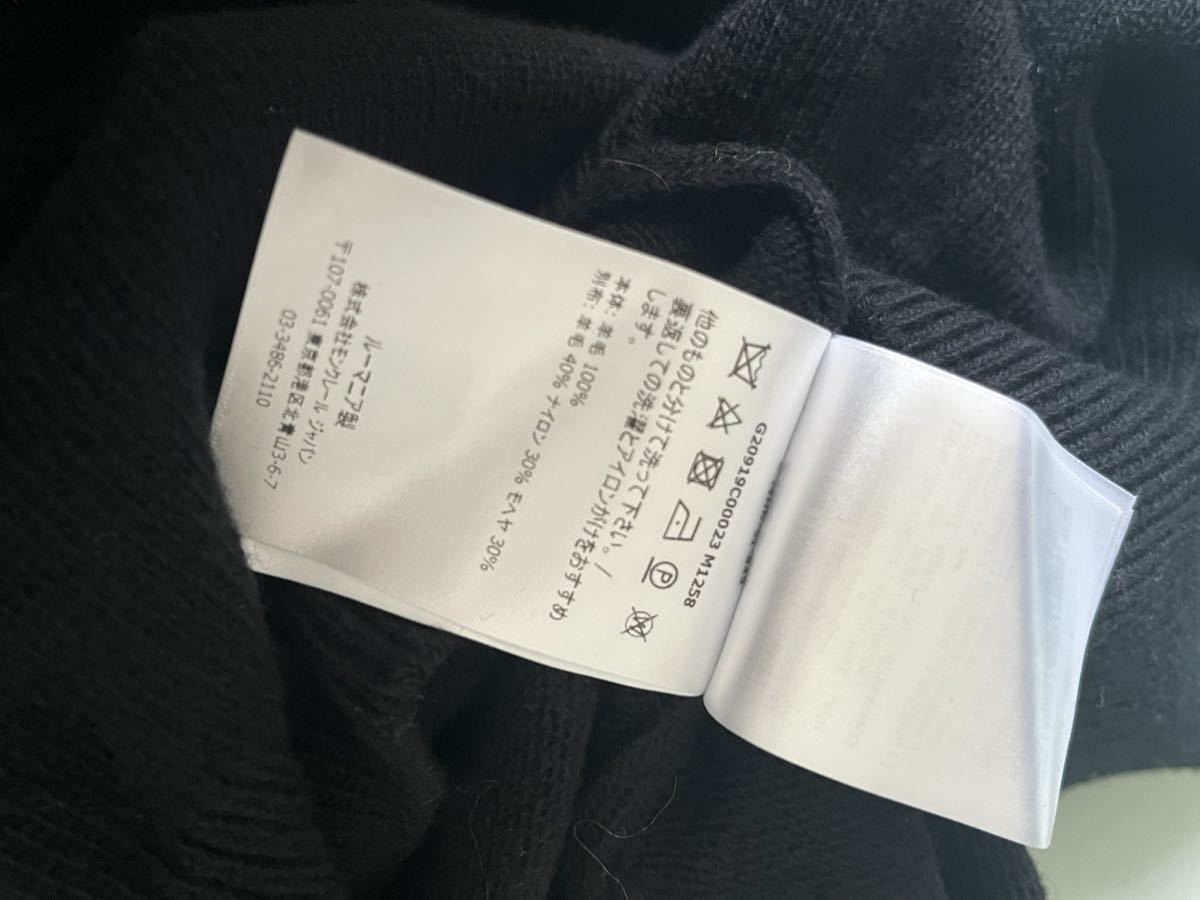 G20919C00023 M1258
他のものと分けて洗って下さい。/
裏返しての洗濯とアイロンがけをおすすめ
します。
本体: 羊毛 100%
別布: 羊毛 40% ナイロン 30% モヘヤ 30%
ルーマニア製
株式会社モンクレール ジャパン
〒107-0061 東京都港区北青山3-6-7
03-3486-2110